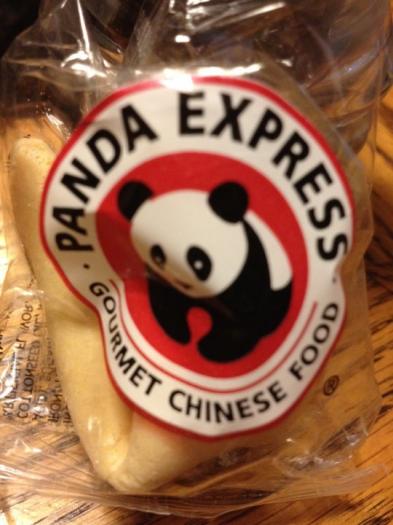 PANDA EXPRESS
GOURMET CHINESE FOOD
®